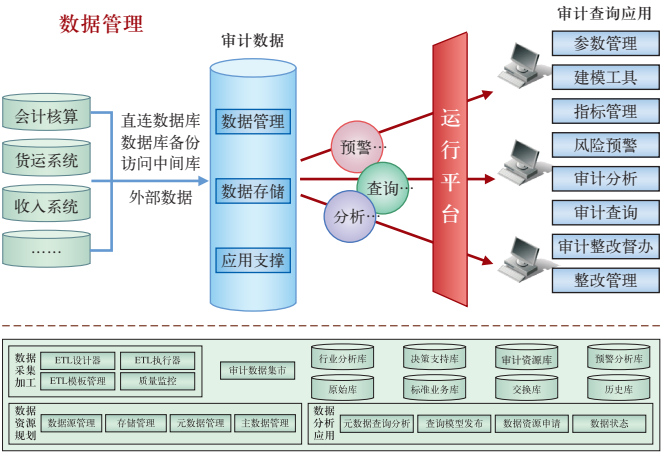 数据管理
审计数据
审计查询应用
会计核算
货运系统
收入系统
……
直连数据库
数据库备份
访问中间库
外部数据
数据管理
数据存储
应用支撑
预警…
查询…
分析…
运行平台
参数管理
建模工具
指标管理
风险预警
审计分析
审计查询
审计整改督办
整改管理
数据
采集
加工
ETL设计器
ETL执行器
ETL模板管理
质量监控
审计数据集市
行业分析库
决策支持库
审计资源库
预警分析库
原始库
标准业务库
交换库
历史库
数据
资源
规划
数据源管理
存储管理
元数据管理
主数据管理
数据
分析
应用
元数据查询分析
查询模型发布
数据资源申请
数据状态